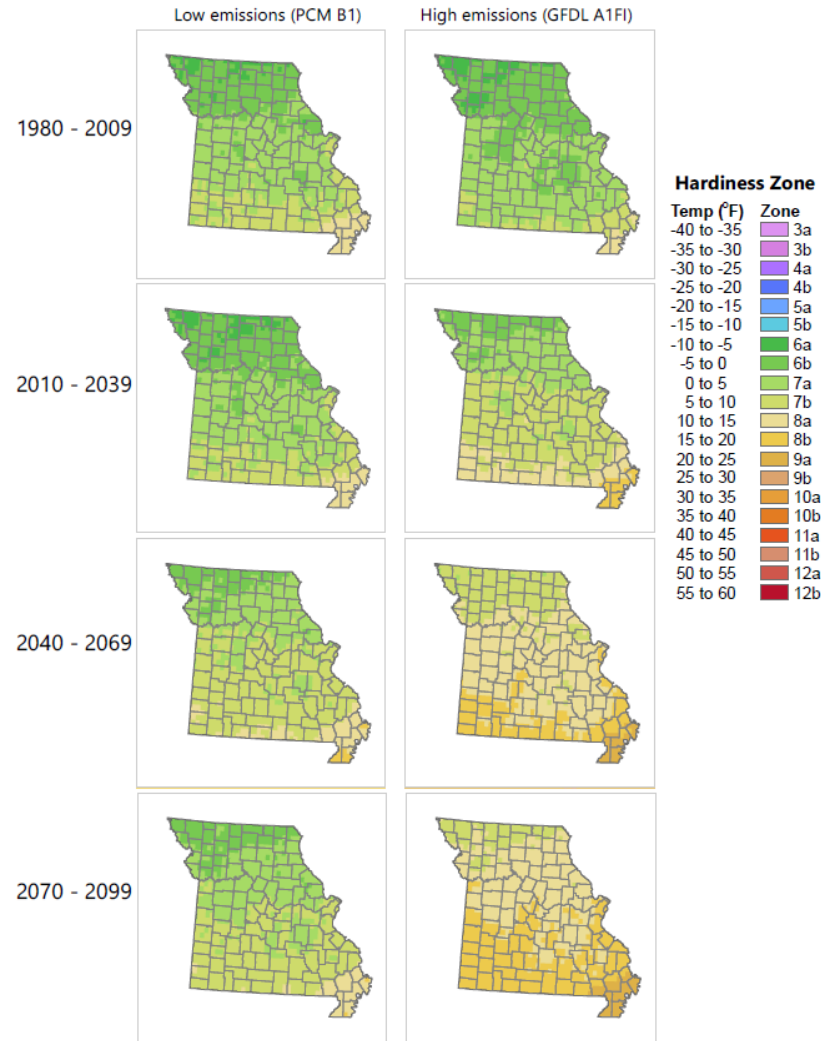 Low emissions (PCM B1) High emissions (GFDL A1FI)
1980 - 2009
2010 - 2039
2040 - 2069
2070 - 2099
Hardiness Zone
Temp (°F) Zone
-40 to -35 3a
-35 to -30 3b
-30 to -25 4a
-25 to -20 4b
-20 to -15 5a
-15 to -10 5b
-10 to -5 6a
-5 to 0 6b
0 to 5 7a
5 to 10 7b
10 to 15 8a
15 to 20 8b
20 to 25 9a
25 to 30 9b
30 to 35 10a
35 to 40 10b
40 to 45 11a
45 to 50 11b
50 to 55 12a
55 to 60 12b